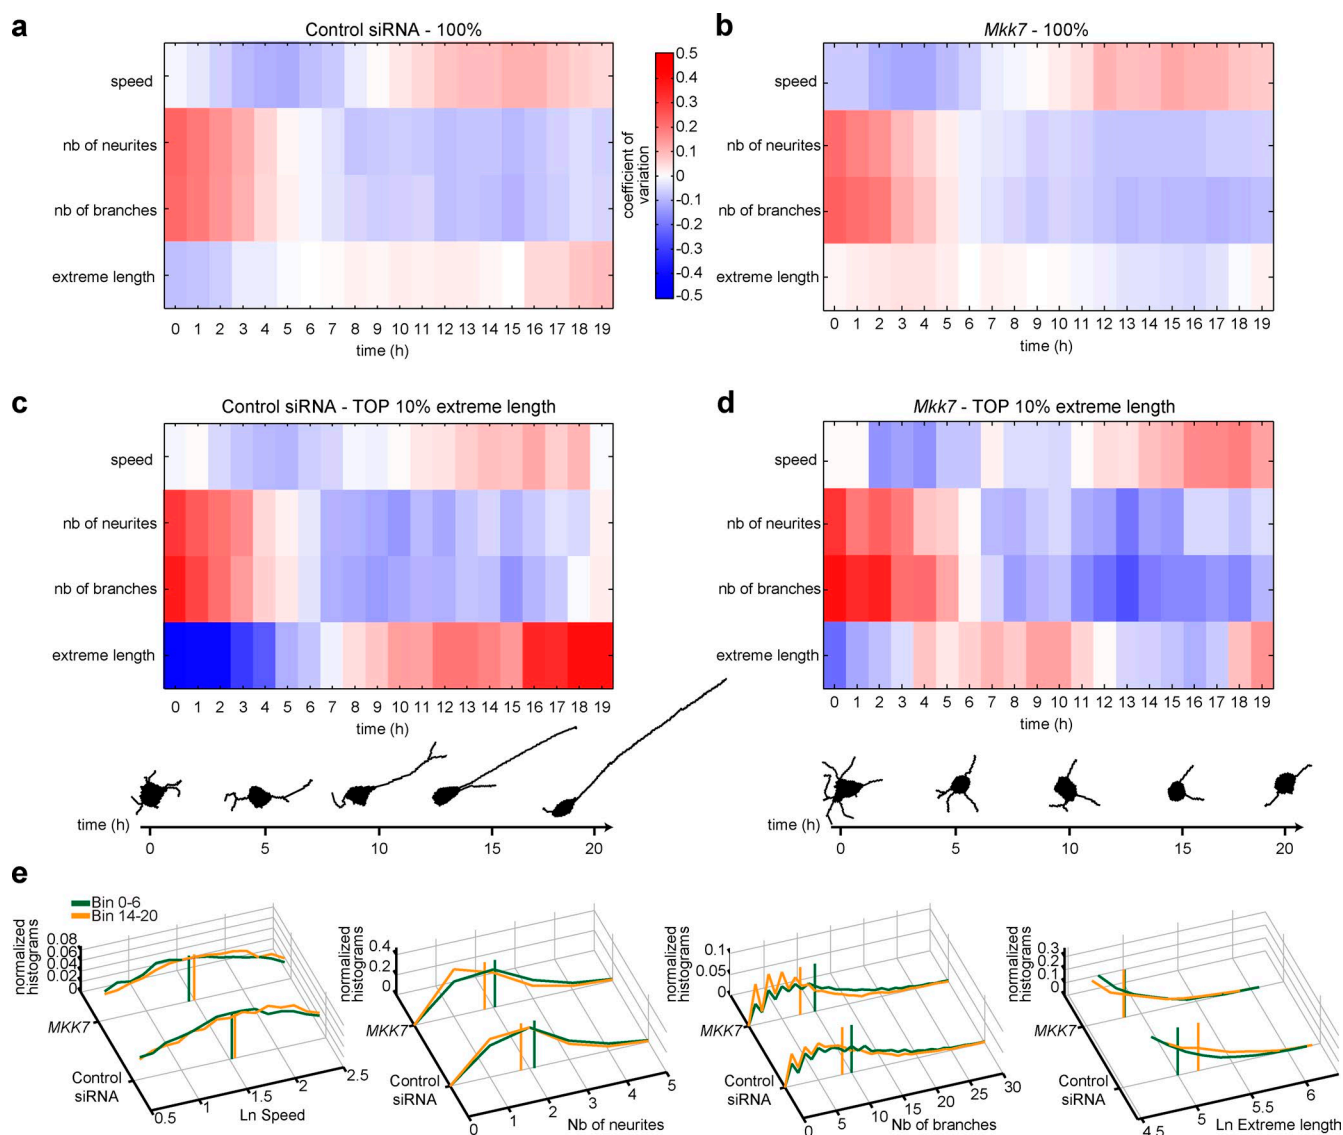 a
Control siRNA - 100%
speed
nb of neurites
nb of branches
extreme length
0 1 2 3 4 5 6 7 8 9 10 11 12 13 14 15 16 17 18 19
time (h)
0.5
0.4
0.3
0.2
0.1
0
-0.1
-0.2
-0.3
-0.4
-0.5
coefficient of
variation
b
Mkk7 - 100%
speed
nb of neurites
nb of branches
extreme length
0 1 2 3 4 5 6 7 8 9 10 11 12 13 14 15 16 17 18 19
time (h)
c
Control siRNA - TOP 10% extreme length
speed
nb of neurites
nb of branches
extreme length
0 1 2 3 4 5 6 7 8 9 10 11 12 13 14 15 16 17 18 19
time (h)
time (h)
0 5 10 15 20
d
Mkk7 - TOP 10% extreme length
speed
nb of neurites
nb of branches
extreme length
0 1 2 3 4 5 6 7 8 9 10 11 12 13 14 15 16 17 18 19
time (h)
time (h)
0 5 10 15 20
e
Bin 0-6
Bin 14-20
normalized
histograms
0.08
0.06
0.04
0.02
0
MKK7
Control
siRNA
0.5 1 1.5 2 2.5
Ln Speed
normalized
histograms
0.4
0.2
0
MKK7
Control
siRNA
0 1 2 3 4 5
Nb of neurites
normalized
histograms
0.1
0.05
0
MKK7
Control
siRNA
0 5 10 15 20 25 30
Nb of branches
normalized
histograms
0.3
0.2
0.1
0
MKK7
Control
siRNA
4.5 5 5.5 6
Ln Extreme length